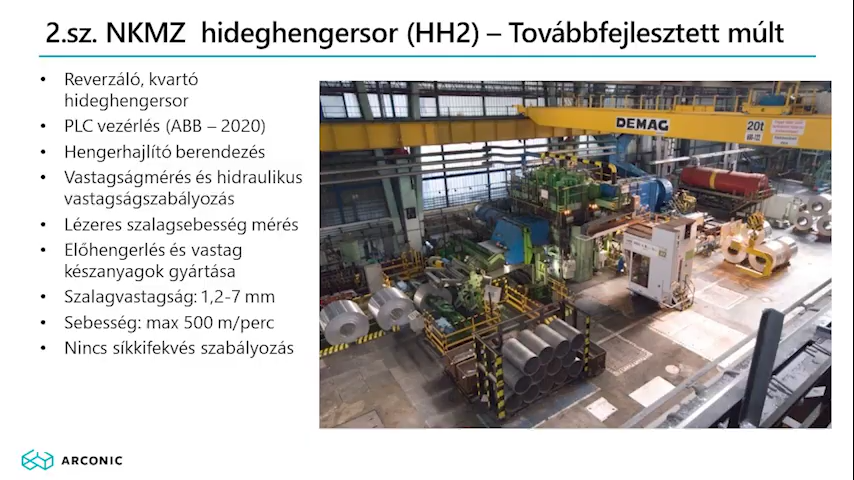 2.sz. NKMZ hideghengersor (HH2) – Továbbfejlesztett múlt
• Reverzáló, kvartó
hideghengersor
• PLC vezérlés (ABB – 2020)
• Hengerhajlító berendezés
• Vastagságmérés és hidraulikus
vastagságszabályozás
• Lézeres szalagsebesség mérés
• Előhengerlés és vastag
készanyagok gyártása
• Szalagvastagság: 1,2-7 mm
• Sebesség: max 500 m/perc
• Nincs síkkifekvés szabályozás
DEMAG
20t
ARCONIC